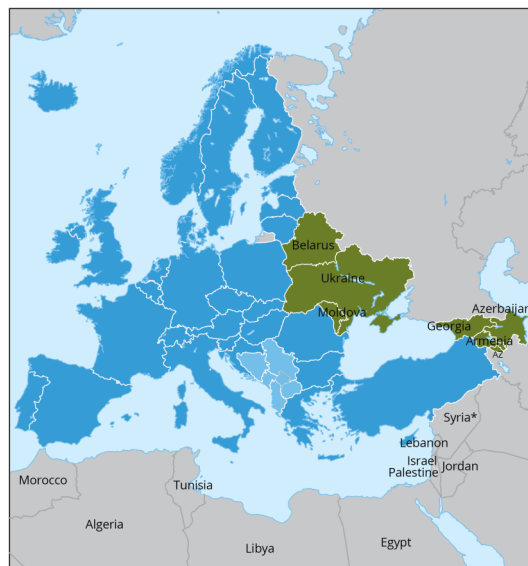 Belarus
Ukraine
Moldova
Azerbaijan
Georgia
Armenia
AZ
Syria*
Lebanon
Israel
Palestine
Jordan
Morocco
Tunisia
Algeria
Libya
Egypt